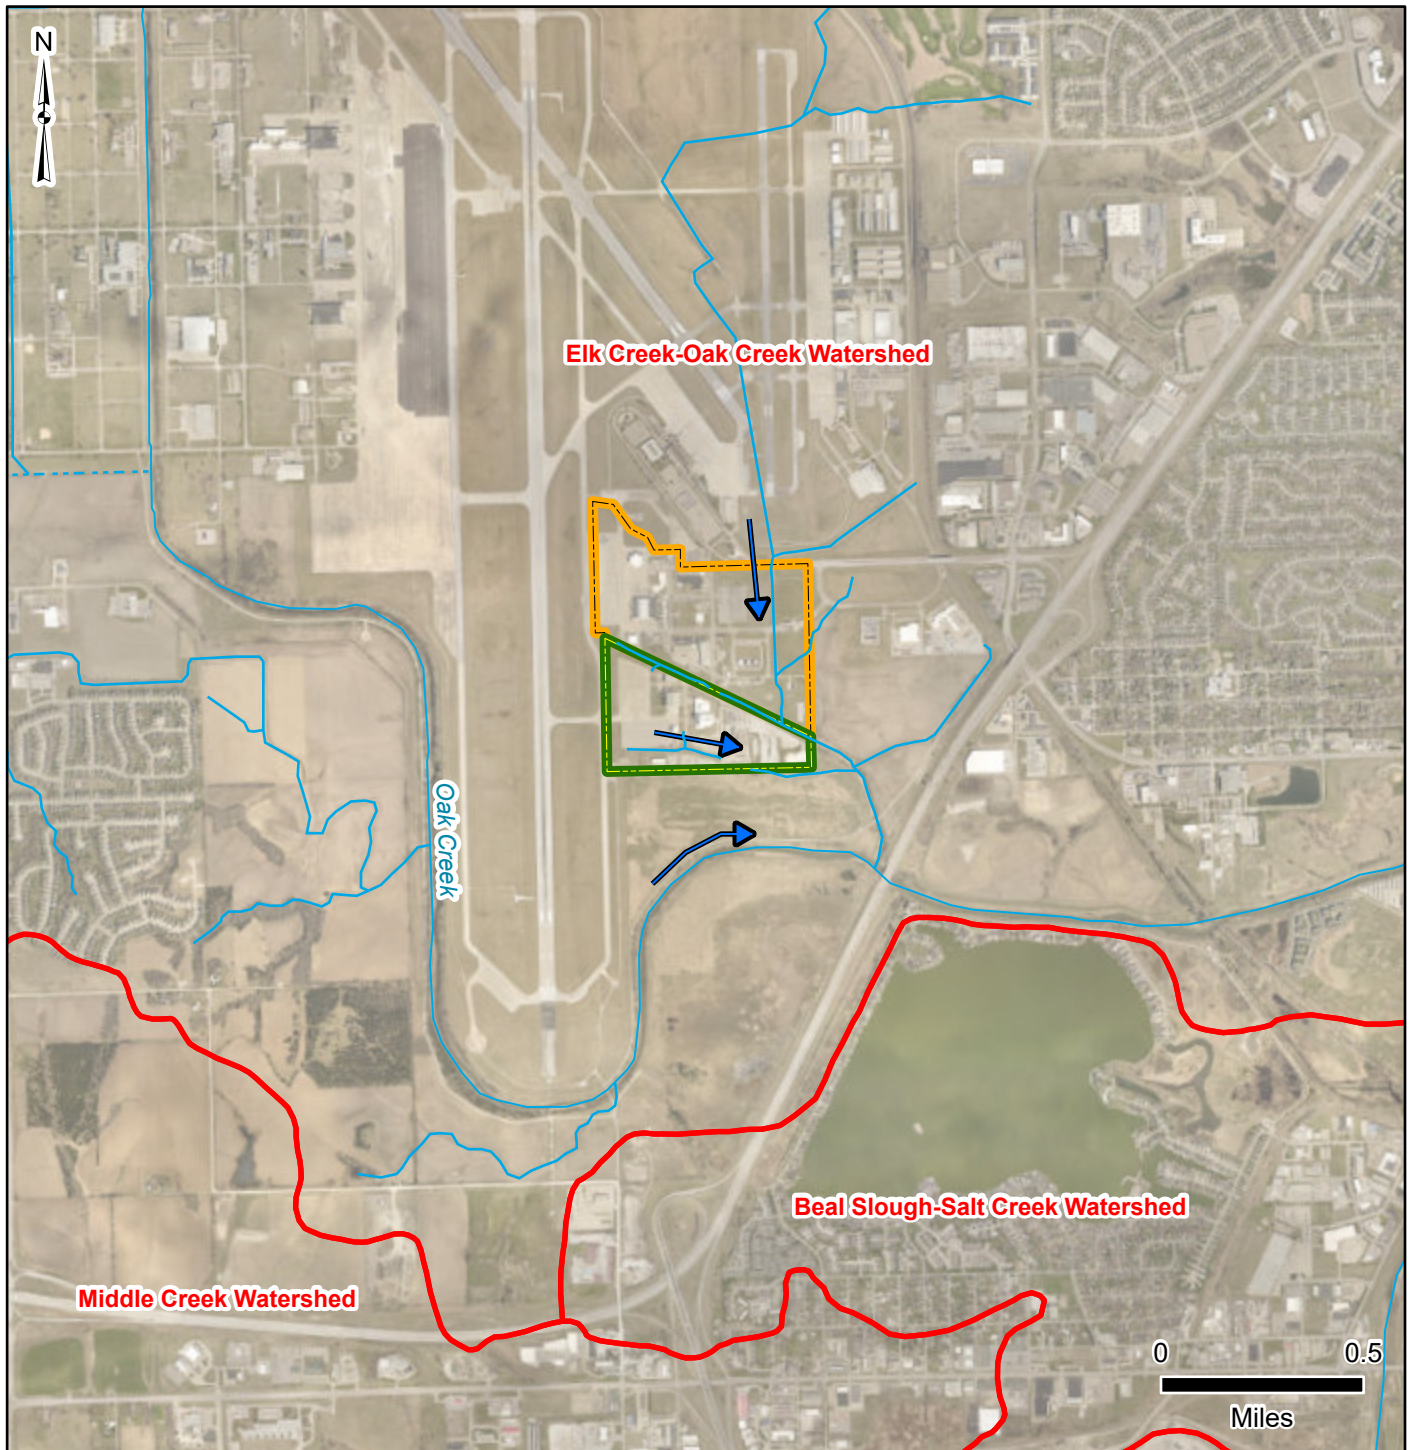 N
Elk Creek-Oak Creek Watershed
Oak Creek
Beal Slough-Salt Creek Watershed
Middle Creek Watershed
0 0.5
Miles